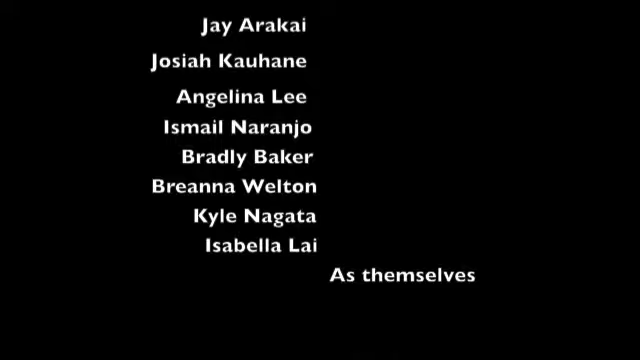 Jay Arakai
Josiah Kauhane
Angelina Lee
Ismail Naranjo
Bradly Baker
Breanna Welton
Kyle Nagata
Isabella Lai
As themselves